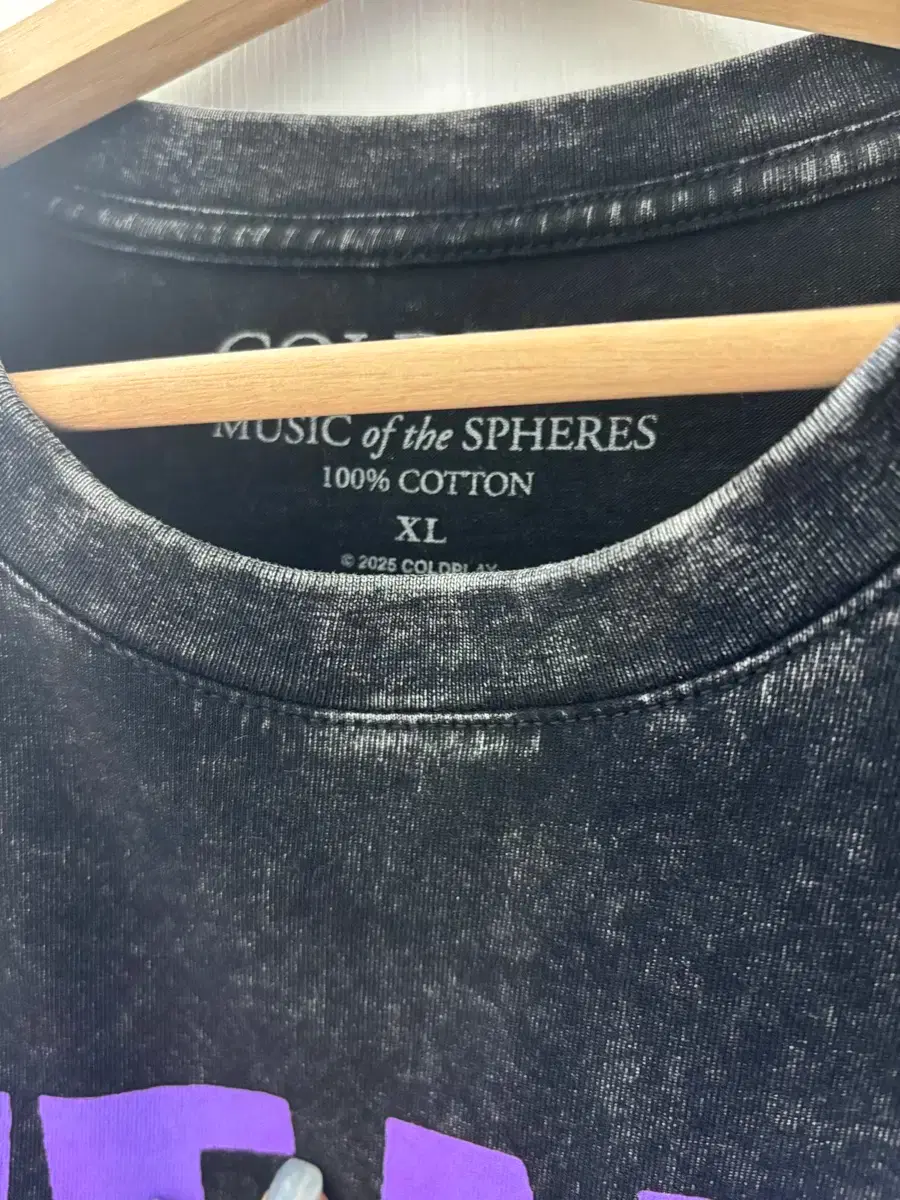 MUSIC of the SPHERES
100% COTTON
XL
© 2025 COLDPLAY